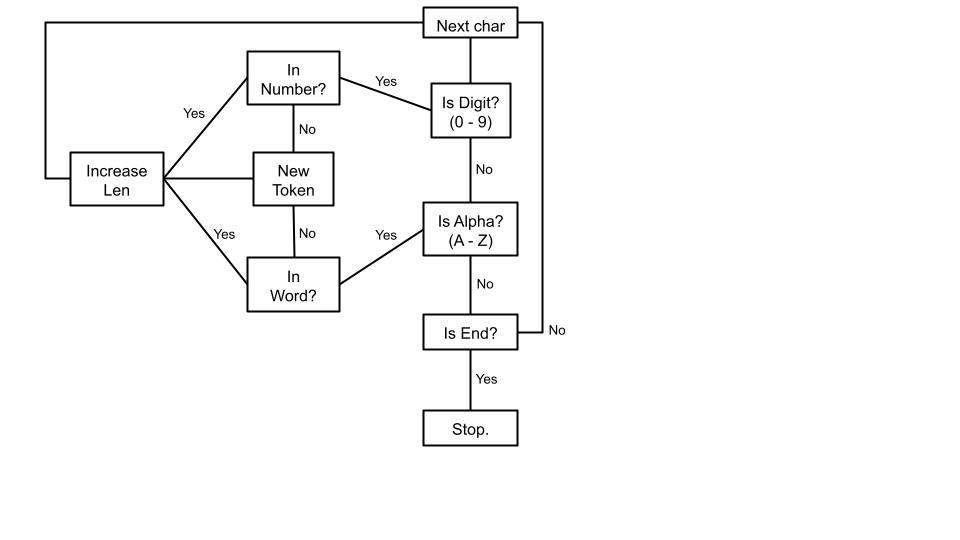 Next char
In
Number?
Yes
Is Digit?
(0 - 9)
Yes
No
Increase
Len
New
Token
No
Is Alpha?
(A - Z)
Yes
No
Yes
In
Word?
No
Is End?
No
Yes
Stop.